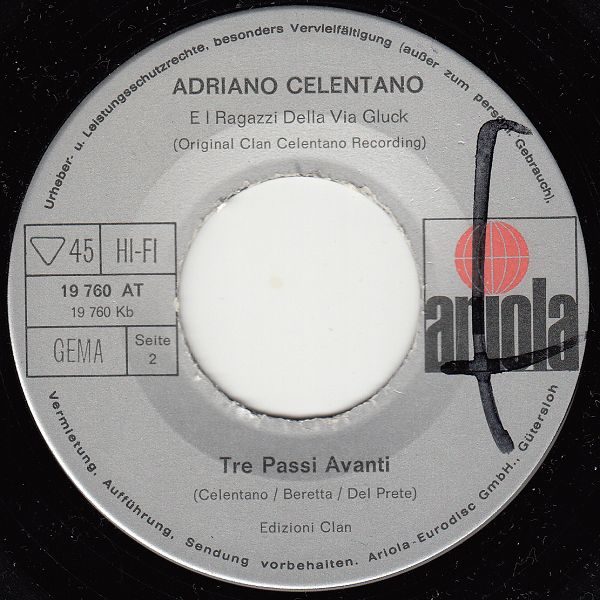 Urheber- u. Leistungsschutzrechte, besonders Vervielfältigung (außer zum persönl. Gebrauch),
ADRIANO CELENTANO
E I Ragazzi Della Via Gluck
(Original Clan Celentano Recording)
45 HI-FI
19 760 AT
19 760 Kb
GEMA Seite 2
ariola
Tre Passi Avanti
(Celentano / Beretta / Del Prete)
Edizioni Clan
Vermietung, Aufführung, Sendung vorbehalten. Ariola-Eurodisc GmbH., Gütersloh